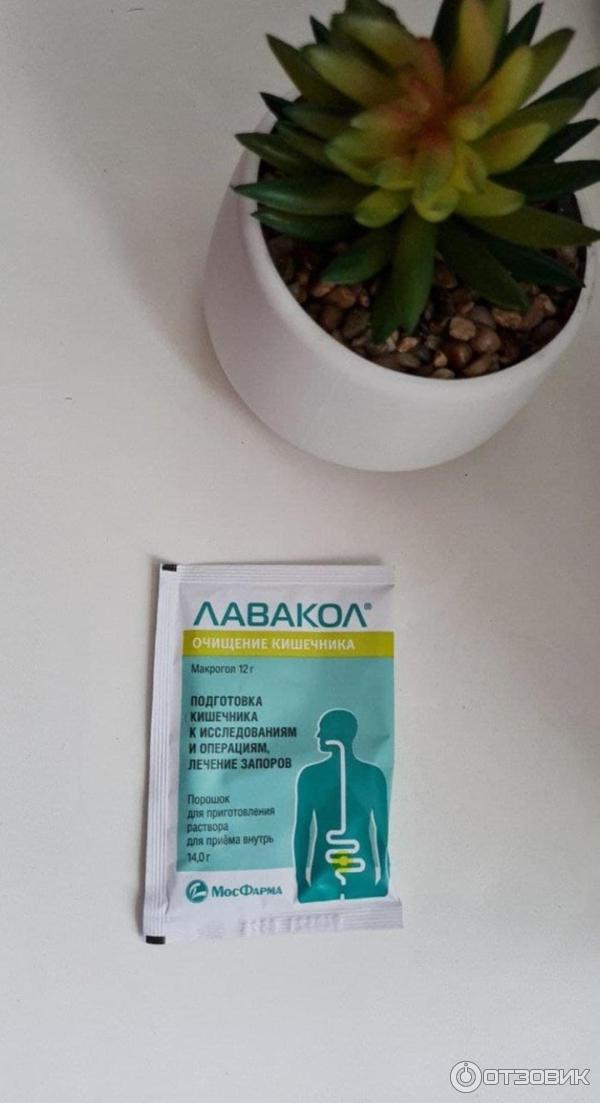 ЛАВАКОЛ®
ОЧИЩЕНИЕ КИШЕЧНИКА
Макрогол 12 г
ПОДГОТОВКА
КИШЕЧНИКА
К ИССЛЕДОВАНИЯМ
И ОПЕРАЦИЯМ,
ЛЕЧЕНИЕ ЗАПОРОВ
Порошок
для приготовления
раствора
для приёма внутрь
14,0 г
МосФарма
ОТЗОВИК